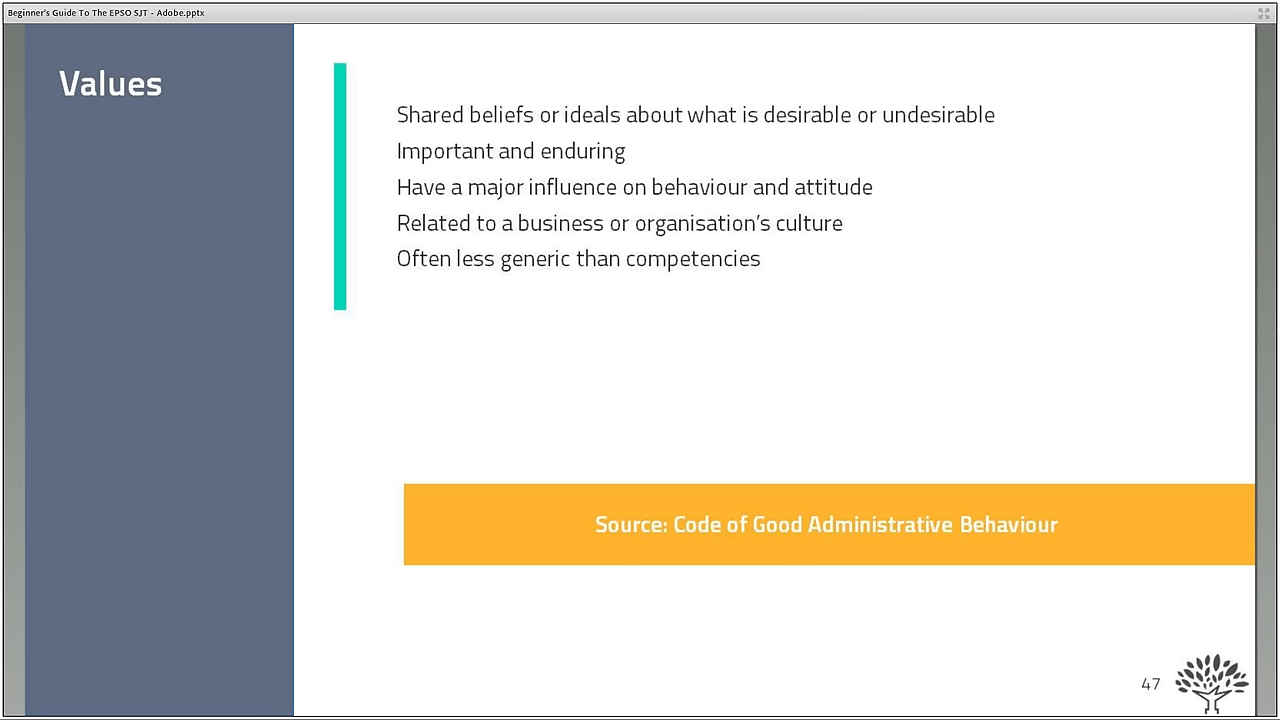 Beginner's Guide To The EPSO SJT - Adobe.pptx
Values
Shared beliefs or ideals about what is desirable or undesirable
Important and enduring
Have a major influence on behaviour and attitude
Related to a business or organisation's culture
Often less generic than competencies
Source: Code of Good Administrative Behaviour
47